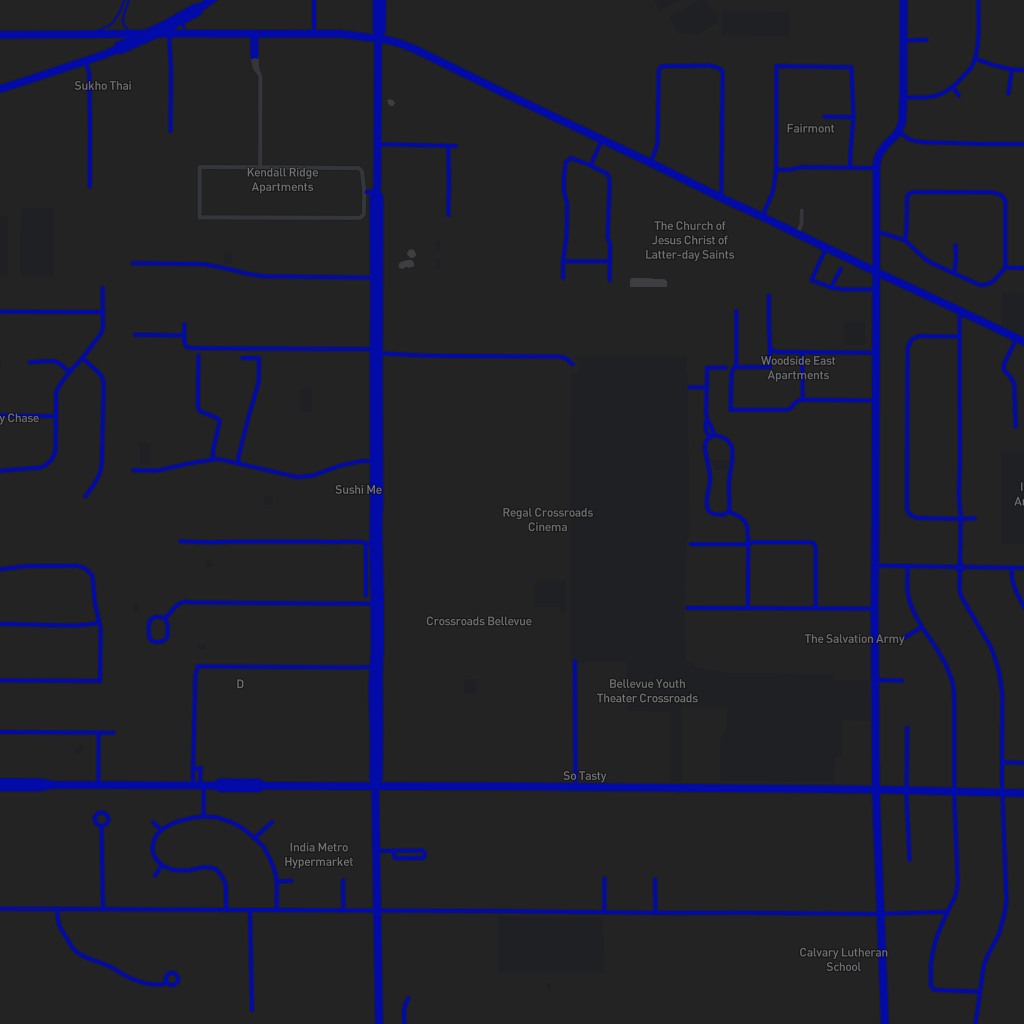 Sukho Thai
Fairmont
Kendall Ridge
Apartments
The Church of
Jesus Christ of
Latter-day Saints
Woodside East
Apartments
y Chase
Sushi Me
Regal Crossroads
Cinema
Crossroads Bellevue
The Salvation Army
D
Bellevue Youth
Theater Crossroads
So Tasty
India Metro
Hypermarket
Calvary Lutheran
School